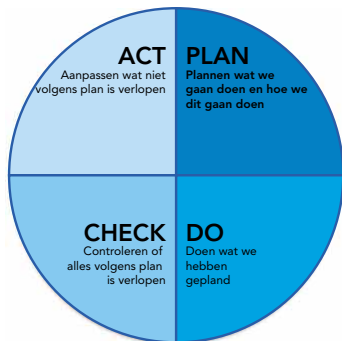 ACT
Aanpassen wat niet
volgens plan is verlopen
PLAN
Plannen wat we
gaan doen en hoe we
dit gaan doen
CHECK
Controleren of
alles volgens plan
is verlopen
DO
Doen wat we
hebben
gepland